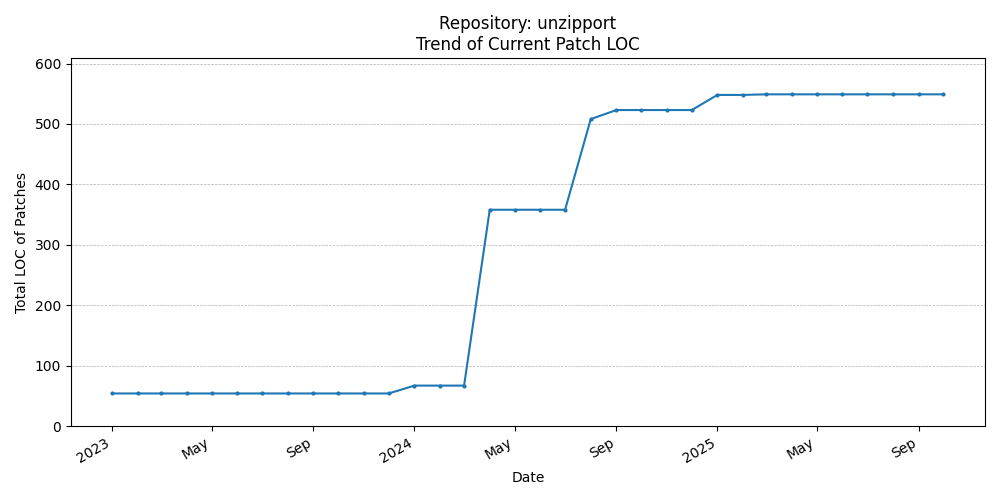 Repository: unzipport
Trend of Current Patch LOC
600
500
400
300
200
100
0
Total LOC of Patches
2023
May
Sep
2024
May
Sep
2025
May
Sep
Date